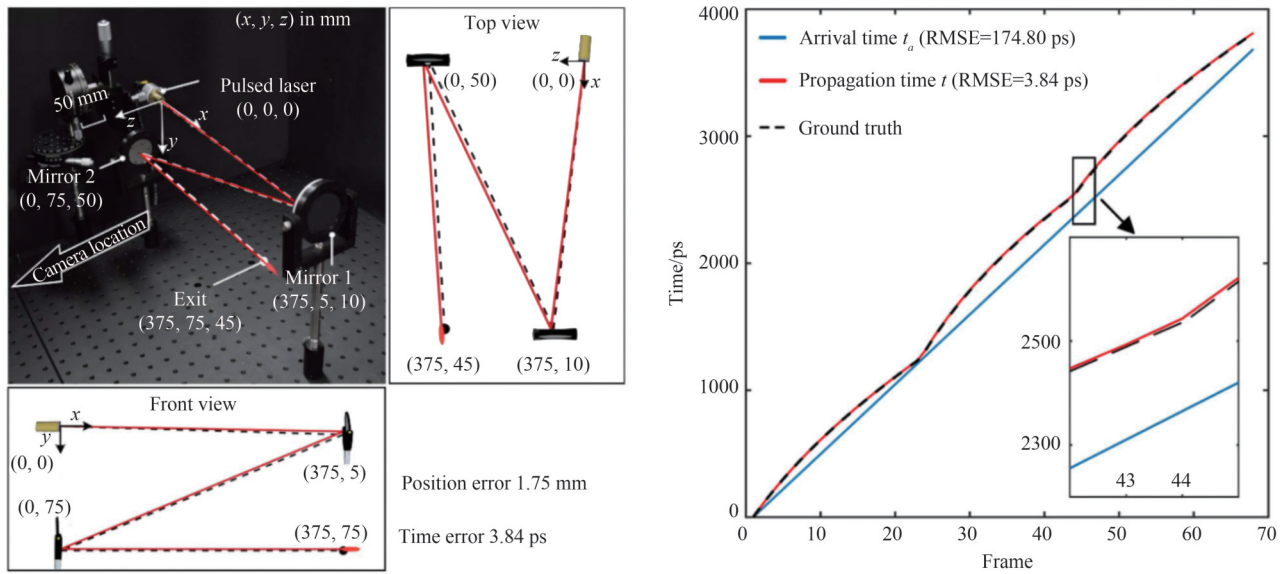 (x, y, z) in mm
50 mm
Pulsed laser
(0, 0, 0)
z
x
y
Mirror 2
(0, 75, 50)
Camera location
Mirror 1
(375, 5, 10)
Exit
(375, 75, 45)
Top view
z
(0, 50)
(0, 0)
x
(375, 45)
(375, 10)
Front view
x
y
(0, 0)
(375, 5)
(0, 75)
(375, 75)
Position error 1.75 mm
Time error 3.84 ps
4000
3000
2000
1000
0
Time/ps
Arrival time ta (RMSE=174.80 ps)
Propagation time t (RMSE=3.84 ps)
Ground truth
2500
2300
43
44
0
10
20
30
40
50
60
70
Frame